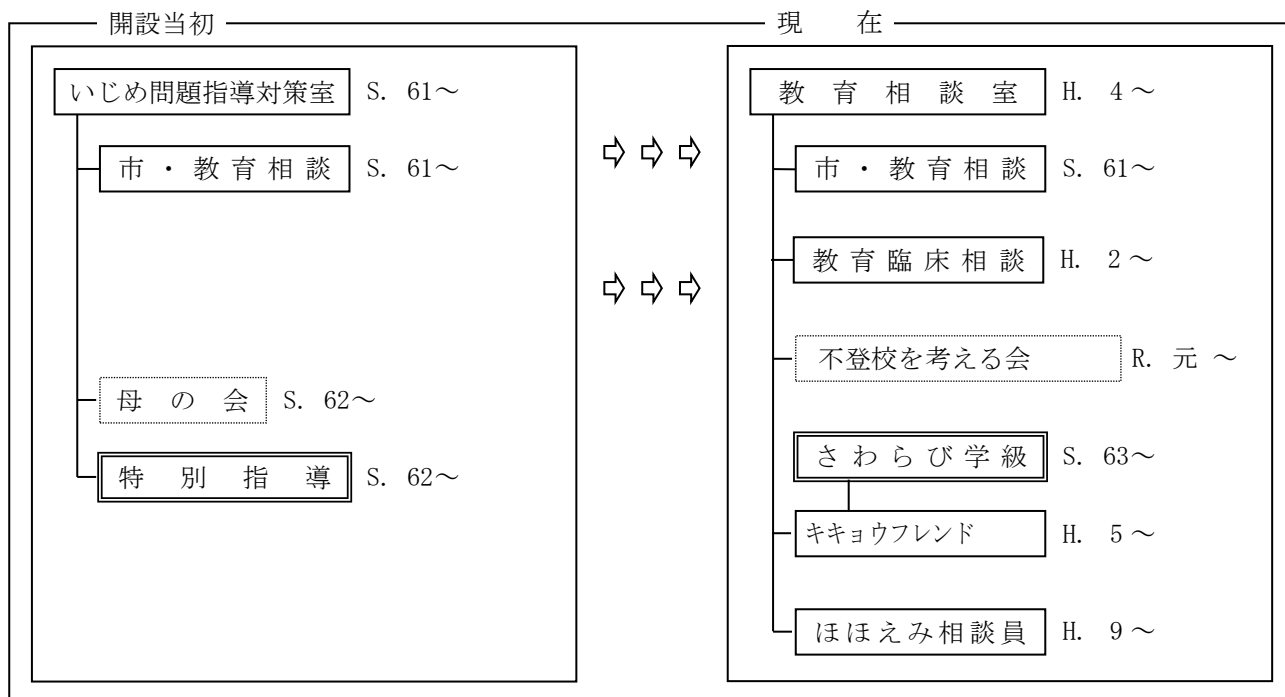 開設当初
現　　在
いじめ問題指導対策室 S. 61～
市・教育相談 S. 61～
母の会 S. 62～
特別指導 S. 62～
⇨⇨⇨
⇨⇨⇨
教育相談室 H. 4～
市・教育相談 S. 61～
教育臨床相談 H. 2～
不登校を考える会 R. 元～
さわらび学級 S. 63～
キキョウフレンド H. 5～
ほほえみ相談員 H. 9～